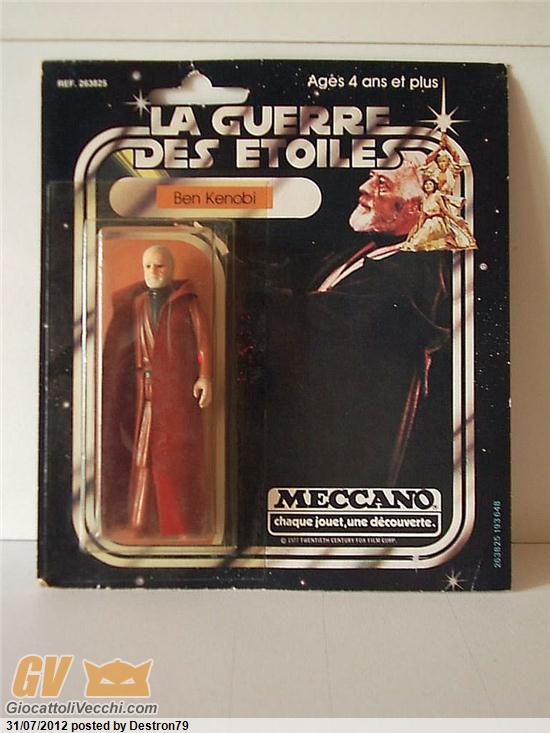 REF. 263825
Agès 4 ans et plus
LA GUERRE
DES ETOILES
Ben Kenobi
MECCANO.
chaque jouet, une découverte.
© 1977 TWENTIETH CENTURY FOX FILM CORP.
263825 193648
GV
GiocattoliVecchi.com
31/07/2012 posted by Destron79